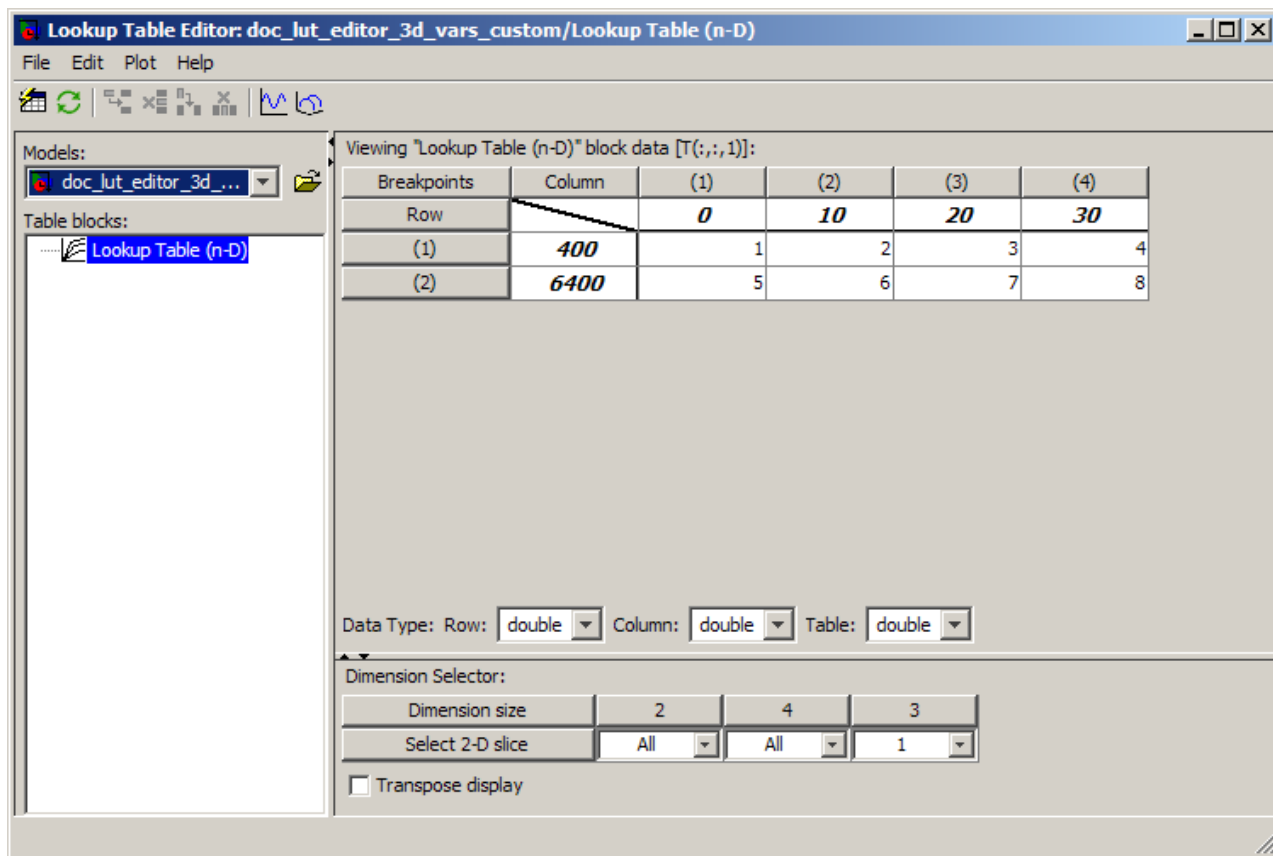 Lookup Table Editor: doc_lut_editor_3d_vars_custom/Lookup Table (n-D)
File Edit Plot Help
Models:
doc_lut_editor_3d_...
Table blocks:
Lookup Table (n-D)
Viewing "Lookup Table (n-D)" block data [T(:,:,1)]:
Breakpoints Column (1) (2) (3) (4)
Row 0 10 20 30
(1) 400 1 2 3 4
(2) 6400 5 6 7 8
Data Type: Row: double Column: double Table: double
Dimension Selector:
Dimension size 2 4 3
Select 2-D slice All All 1
Transpose display